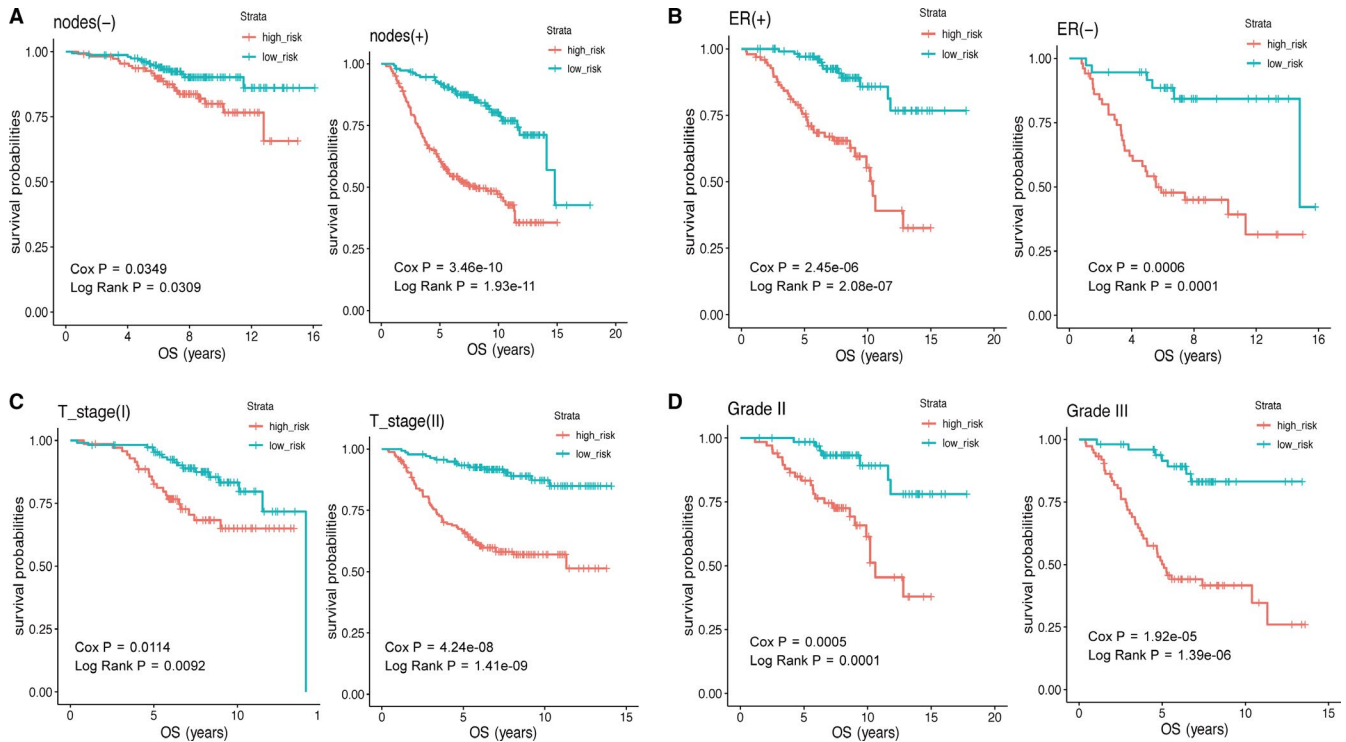 A
nodes(−)
Strata
high_risk
low_risk
1.00
0.75
0.50
0.25
0.00
survival probabilities
Cox P = 0.0349
Log Rank P = 0.0309
0 4 8 12 16
OS (years)
nodes(+)
Strata
high_risk
low_risk
1.00
0.75
0.50
0.25
0.00
survival probabilities
Cox P = 3.46e-10
Log Rank P = 1.93e-11
0 5 10 15 20
OS (years)
B
ER(+)
Strata
high_risk
low_risk
1.00
0.75
0.50
0.25
0.00
survival probabilities
Cox P = 2.45e-06
Log Rank P = 2.08e-07
0 5 10 15 20
OS (years)
ER(−)
Strata
high_risk
low_risk
1.00
0.75
0.50
0.25
0.00
survival probabilities
Cox P = 0.0006
Log Rank P = 0.0001
0 4 8 12 16
OS (years)
C
T_stage(I)
Strata
high_risk
low_risk
1.00
0.75
0.50
0.25
0.00
survival probabilities
Cox P = 0.0114
Log Rank P = 0.0092
0 5 10 1
OS (years)
T_stage(II)
Strata
high_risk
low_risk
1.00
0.75
0.50
0.25
0.00
survival probabilities
Cox P = 4.24e-08
Log Rank P = 1.41e-09
0 5 10 15
OS (years)
D
Grade II
Strata
high_risk
low_risk
1.00
0.75
0.50
0.25
0.00
survival probabilities
Cox P = 0.0005
Log Rank P = 0.0001
0 5 10 15 20
OS (years)
Grade III
Strata
high_risk
low_risk
1.00
0.75
0.50
0.25
0.00
survival probabilities
Cox P = 1.92e-05
Log Rank P = 1.39e-06
0 5 10 15
OS (years)